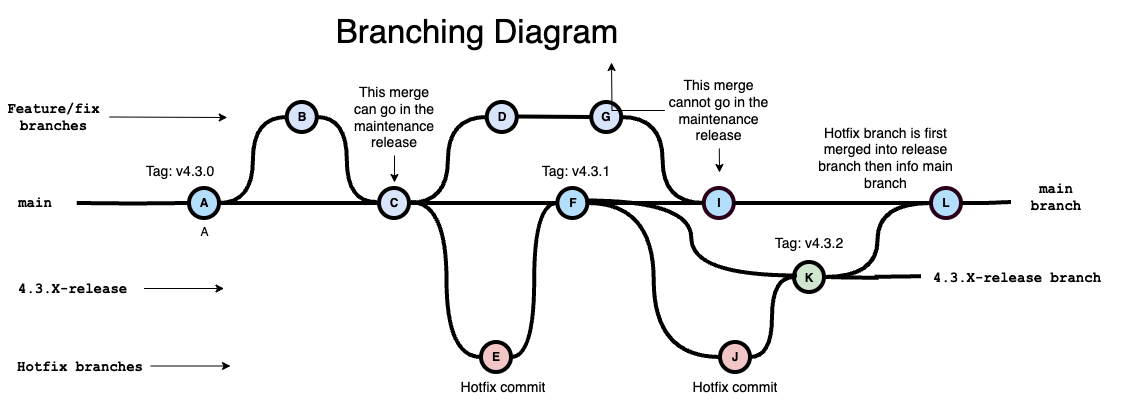 Branching Diagram
Feature/fix
branches
B
This merge
can go in the
maintenance
release
D
G
This merge
cannot go in the
maintenance
release
Hotfix branch is first
merged into release
branch then info main
branch
Tag: v4.3.0
Tag: v4.3.1
main
A
C
F
I
L
main
branch
A
Tag: v4.3.2
4.3.X-release
K
4.3.X-release branch
Hotfix branches
E
J
Hotfix commit
Hotfix commit